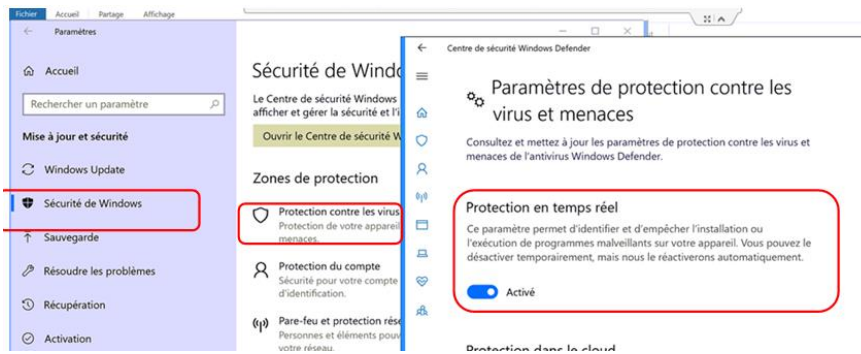 Fichier Accueil Partage Affichage
Paramètres
Accueil
Rechercher un paramètre
Mise à jour et sécurité
Windows Update
Sécurité de Windows
Sauvegarde
Résoudre les problèmes
Récupération
Activation
Sécurité de Windo
Le Centre de sécurité Windows
afficher et gérer la sécurité et l'i
Ouvrir le Centre de sécurité W
Zones de protection
Protection contre les virus
Protection de votre appareil
menaces.
Protection du compte
Sécurité pour votre compte
d'identification.
Pare-feu et protection rése
Personnes et éléments pouv
votre réseau.
Centre de sécurité Windows Defender
Paramètres de protection contre les
virus et menaces
Consultez et mettez à jour les paramètres de protection contre les virus et
menaces de l'antivirus Windows Defender.
Protection en temps réel
Ce paramètre permet d'identifier et d'empêcher l'installation ou
l'exécution de programmes malveillants sur votre appareil. Vous pouvez le
désactiver temporairement, mais nous le réactiverons automatiquement.
Activé
Protection dans le cloud